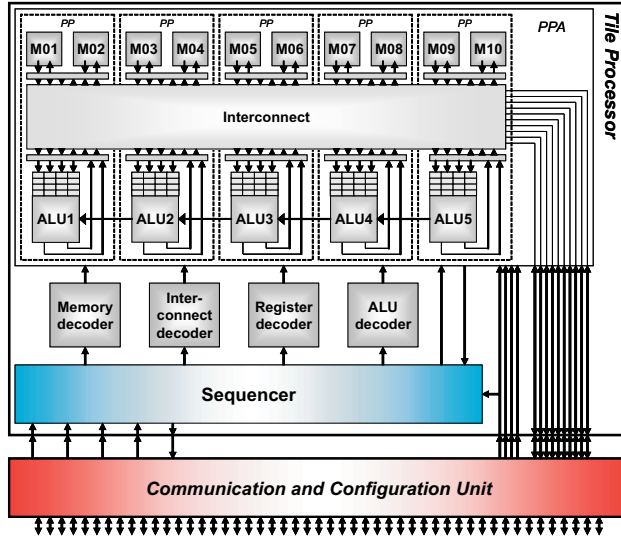 PP PP PP PP PP PPA
M01 M02 M03 M04 M05 M06 M07 M08 M09 M10
Tile Processor
Interconnect
ALU1 ALU2 ALU3 ALU4 ALU5
Memory
decoder
Inter-
connect
decoder
Register
decoder
ALU
decoder
Sequencer
Communication and Configuration Unit